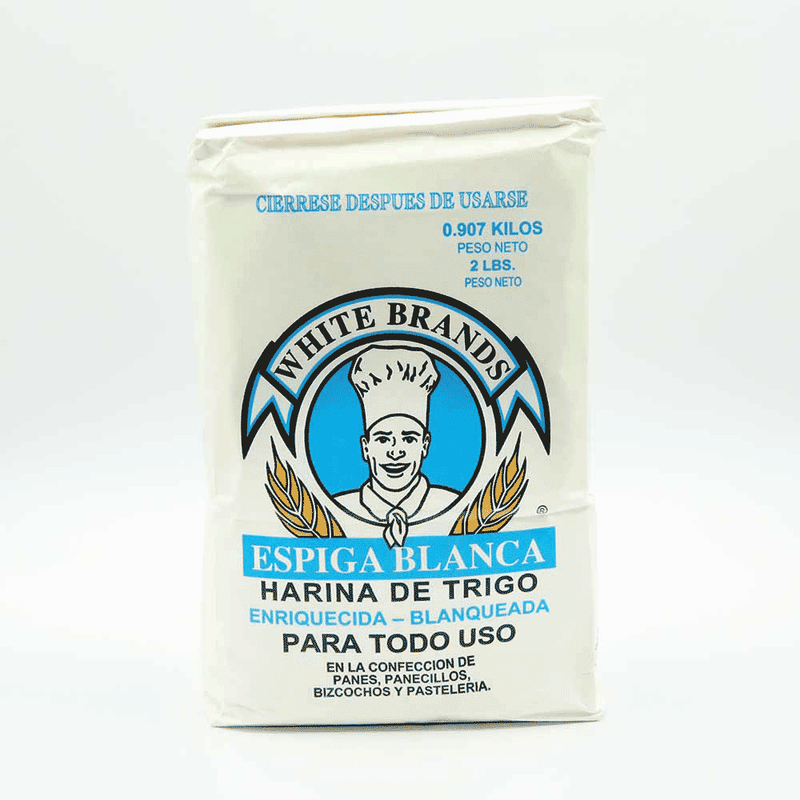 CIERRESE DESPUES DE USARSE
0.907 KILOS
PESO NETO
2 LBS.
PESO NETO
WHITE BRANDS
®
ESPIGA BLANCA
HARINA DE TRIGO
ENRIQUECIDA – BLANQUEADA
PARA TODO USO
EN LA CONFECCION DE
PANES, PANECILLOS,
BIZCOCHOS Y PASTELERIA.